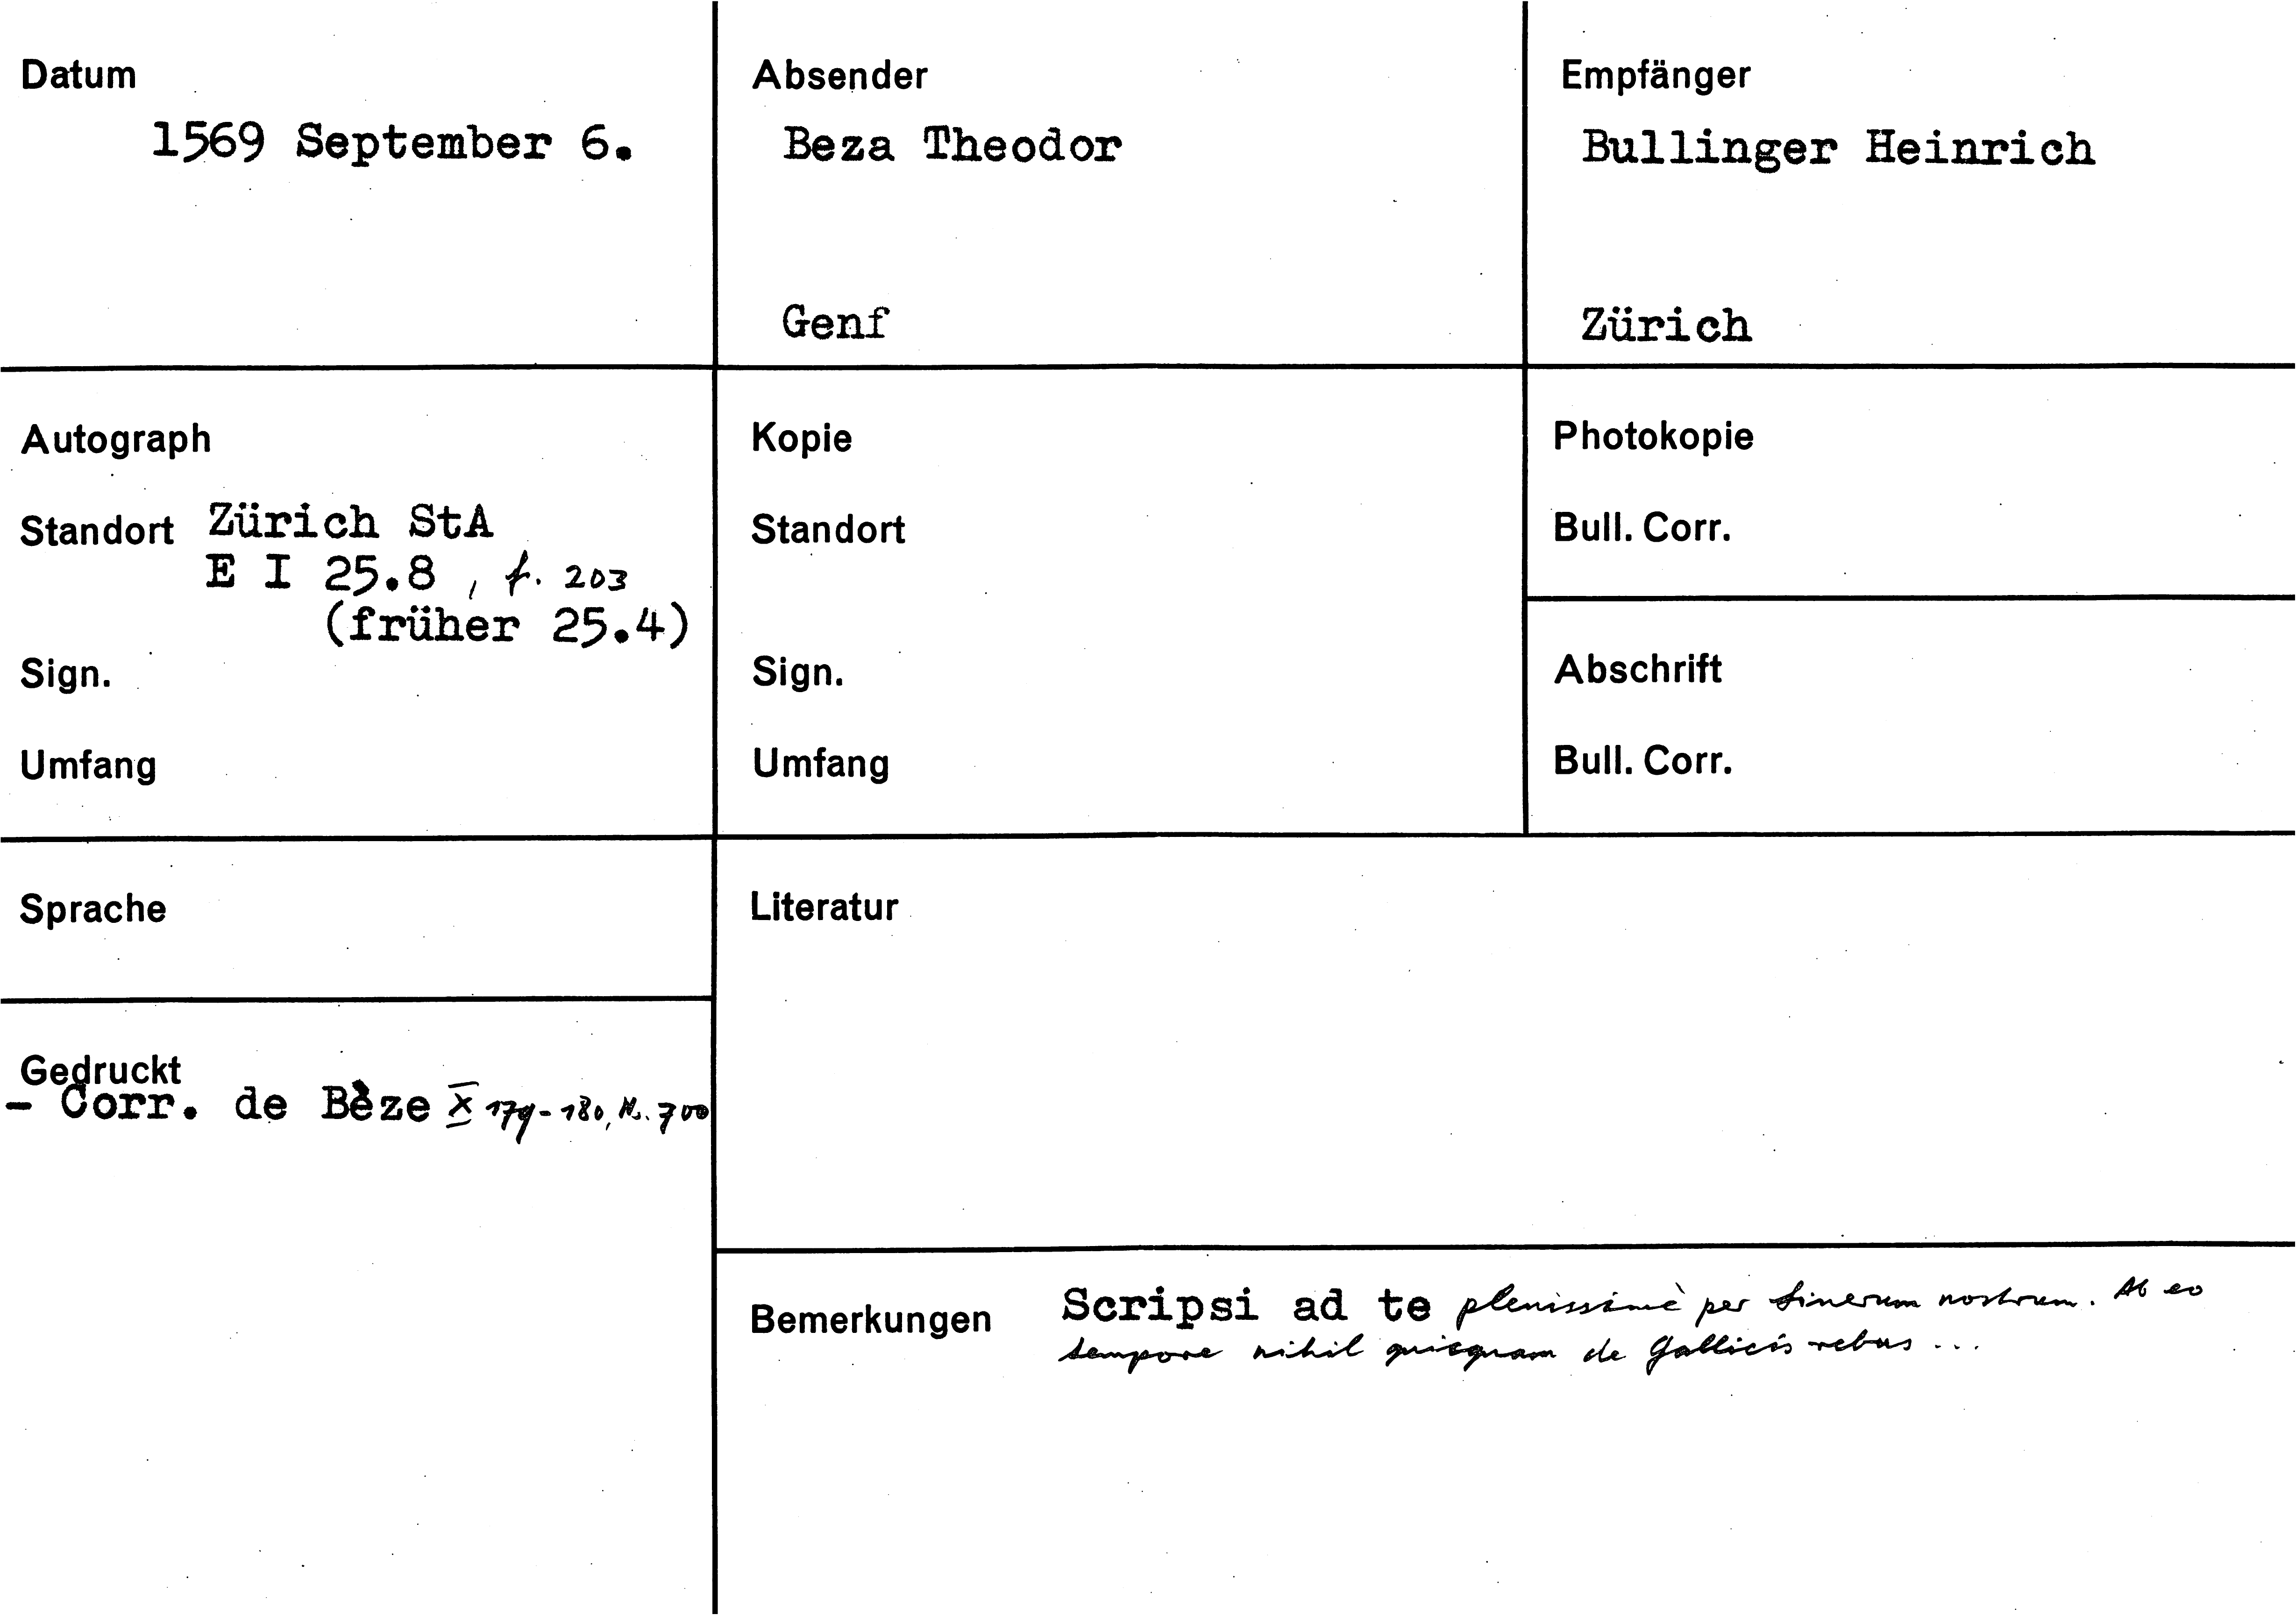 Datum
1569 September 6.
Absender
Beza Theodor
Genf
Empfänger
Bullinger Heinrich
Zürich
Autograph
Standort Zürich StA
E I 25.8, f. 203
(früher 25.4)
Sign.
Umfang
Kopie
Standort
Sign.
Umfang
Photokopie
Bull. Corr.
Abschrift
Bull. Corr.
Sprache
Gedruckt
- Corr. de Bèze X 179-180, No. 700
Literatur
Bemerkungen Scripsi ad te plenissimè per nostrum. Ab eo
tempore nihil quicquam de Gallicis rebus ...